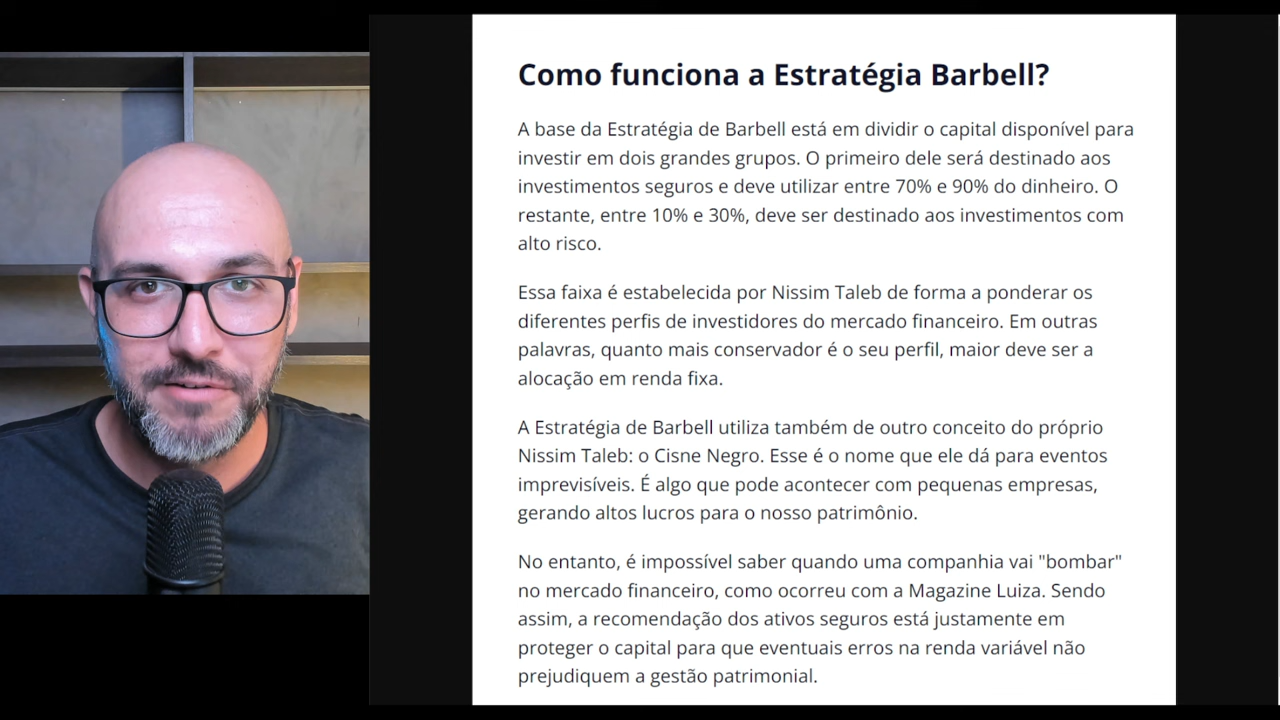 Como funciona a Estratégia Barbell?
A base da Estratégia de Barbell está em dividir o capital disponível para
investir em dois grandes grupos. O primeiro dele será destinado aos
investimentos seguros e deve utilizar entre 70% e 90% do dinheiro. O
restante, entre 10% e 30%, deve ser destinado aos investimentos com
alto risco.
Essa faixa é estabelecida por Nissim Taleb de forma a ponderar os
diferentes perfis de investidores do mercado financeiro. Em outras
palavras, quanto mais conservador é o seu perfil, maior deve ser a
alocação em renda fixa.
A Estratégia de Barbell utiliza também de outro conceito do próprio
Nissim Taleb: o Cisne Negro. Esse é o nome que ele dá para eventos
imprevisíveis. É algo que pode acontecer com pequenas empresas,
gerando altos lucros para o nosso patrimônio.
No entanto, é impossível saber quando uma companhia vai "bombar"
no mercado financeiro, como ocorreu com a Magazine Luiza. Sendo
assim, a recomendação dos ativos seguros está justamente em
proteger o capital para que eventuais erros na renda variável não
prejudiquem a gestão patrimonial.